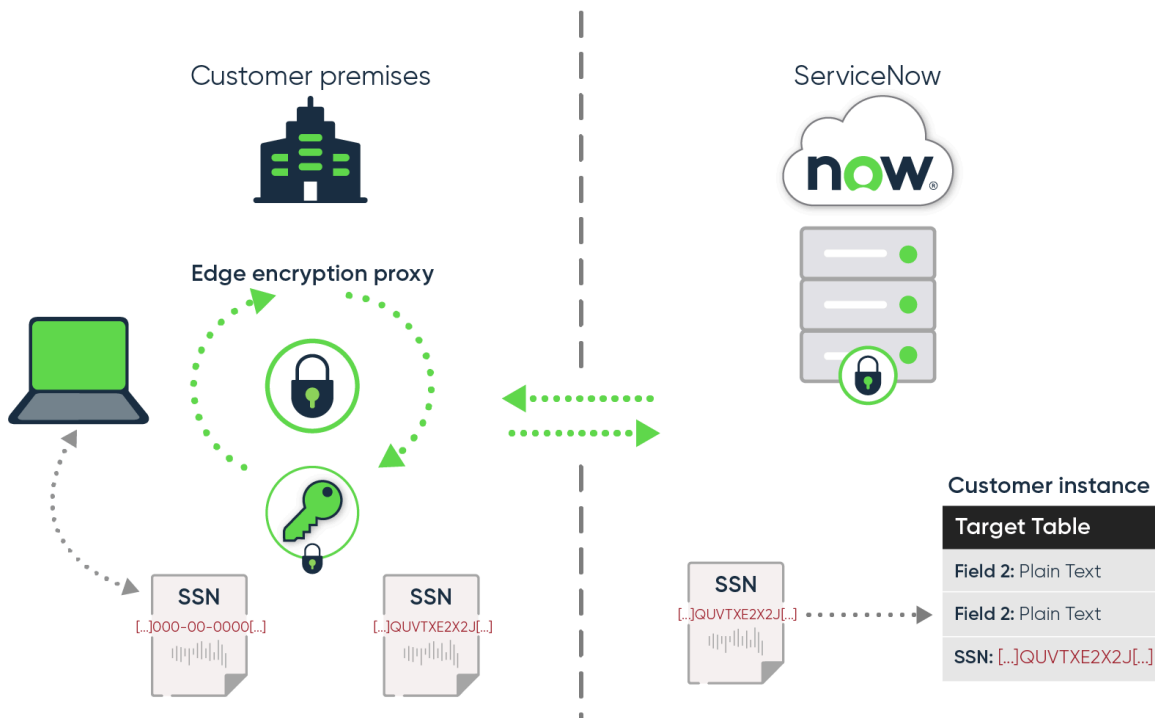 Customer premises
ServiceNow
now®
Edge encryption proxy
Customer instance
Target Table
Field 2: Plain Text
Field 2: Plain Text
SSN: [...]QUVTXE2X2J[...]
SSN
[...]000-00-0000[...]
SSN
[...]QUVTXE2X2J[...]
SSN
[...]QUVTXE2X2J[...]